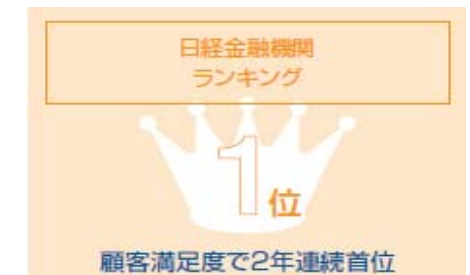 日経金融機関
ランキング
1位
顧客満足度で2年連続首位